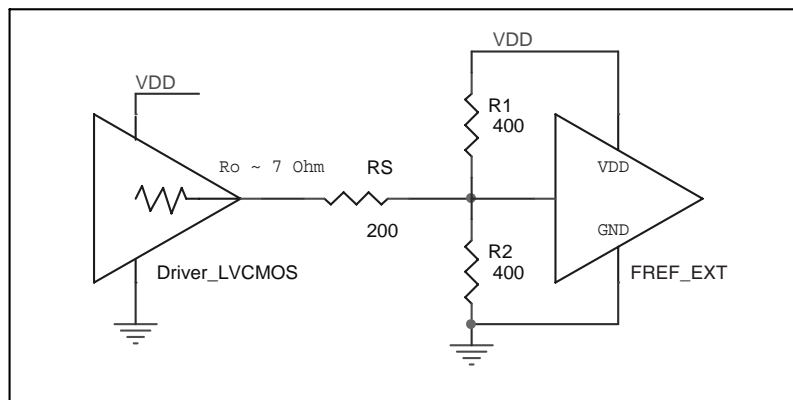 VDD
VDD
R1
400
Ro ~ 7 Ohm
RS
VDD
200
GND
R2
400
Driver_LVCMOS
FREF_EXT